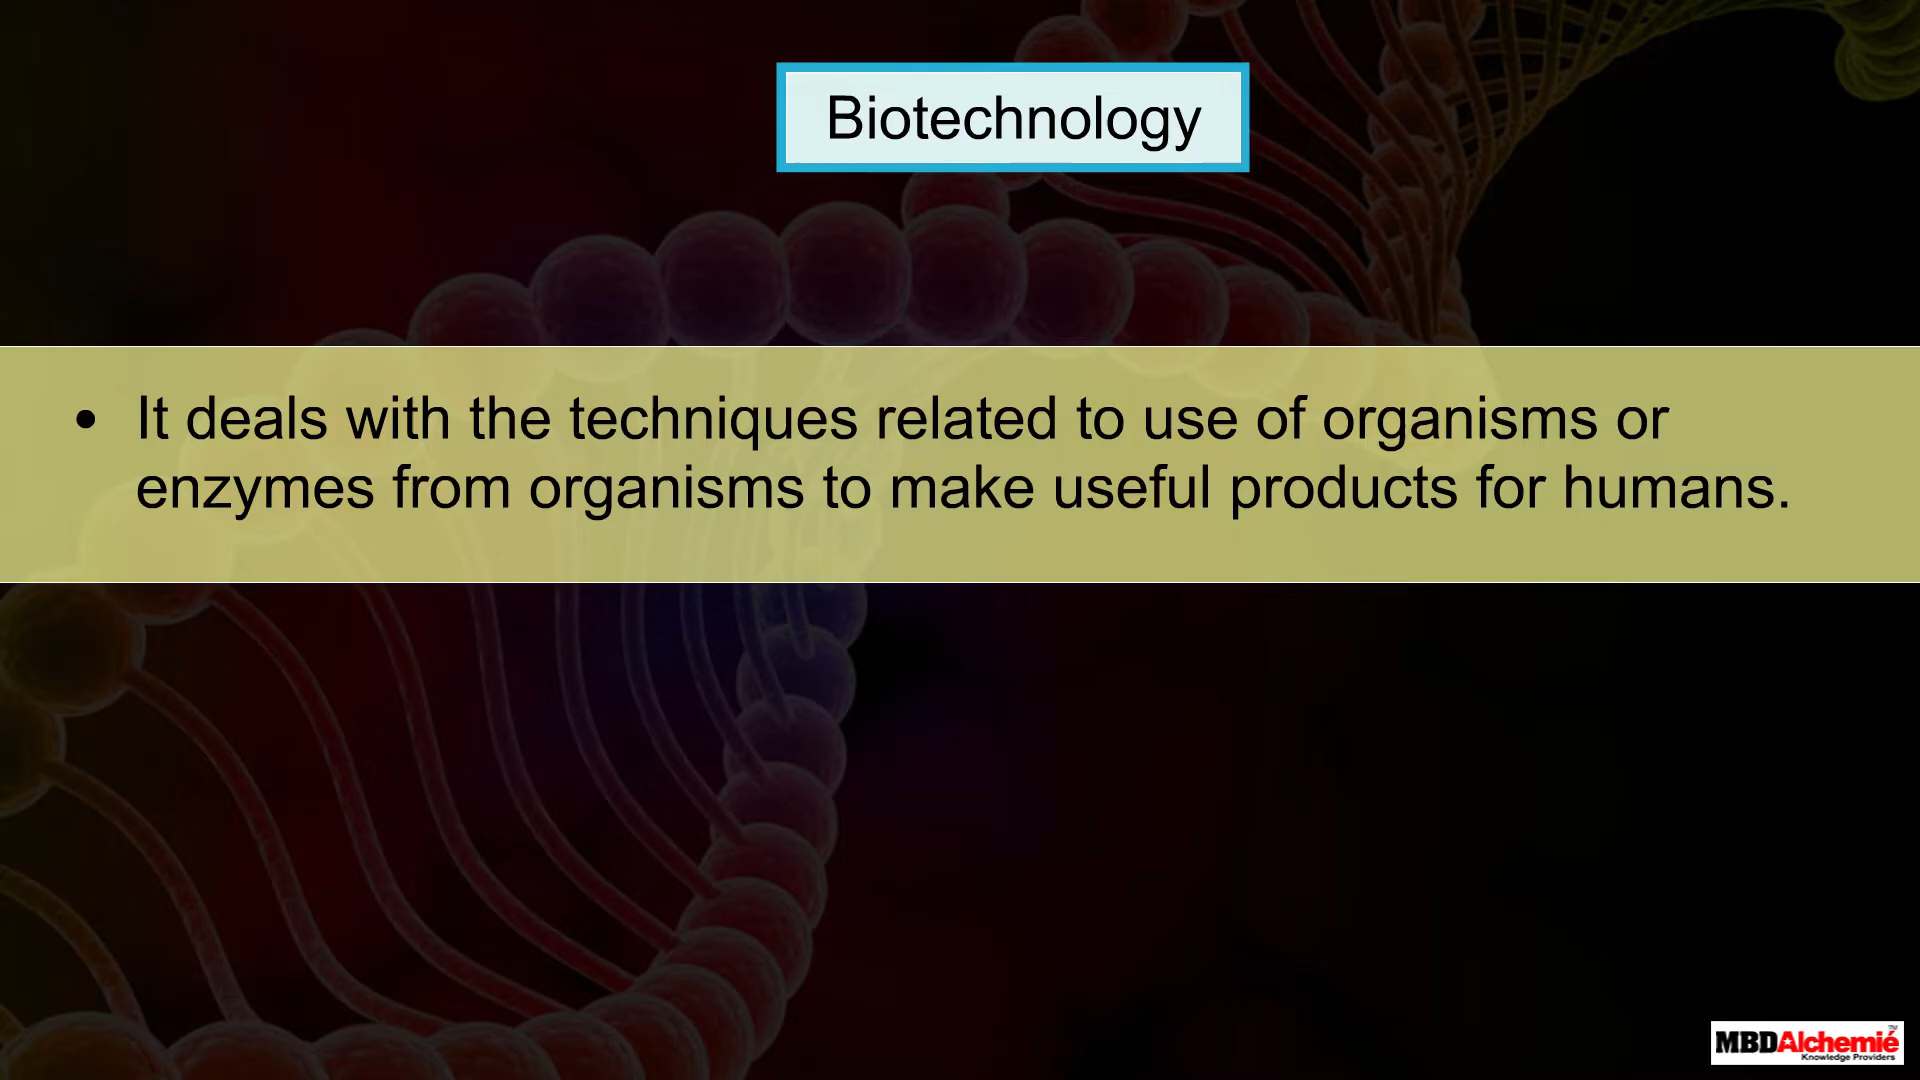 Biotechnology
• It deals with the techniques related to use of organisms or
enzymes from organisms to make useful products for humans.
MBDAlchemié™
Knowledge Providers